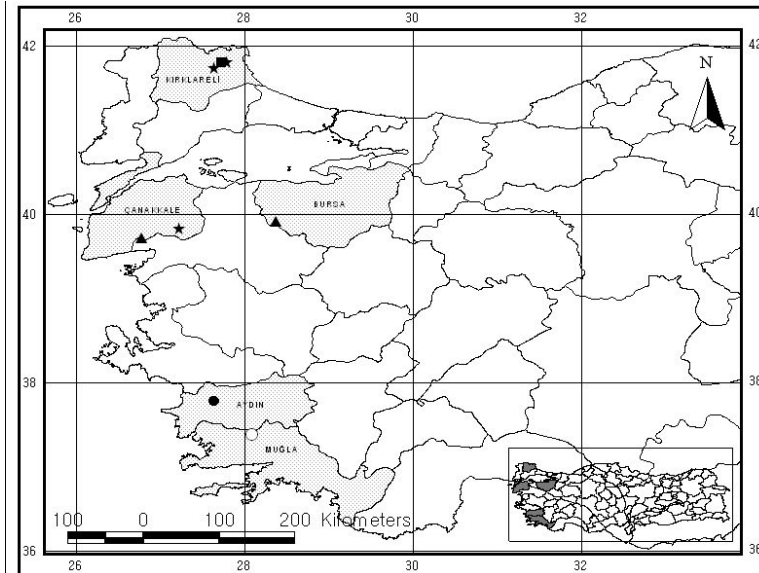 26 28 30 32
42 42
N
KIRKLARELİ
ÇANAKKALE
BURSA
40 40
38 38
AYDIN
MUĞLA
100 0 100 200 Kilometers
36 36
26 28 30 32